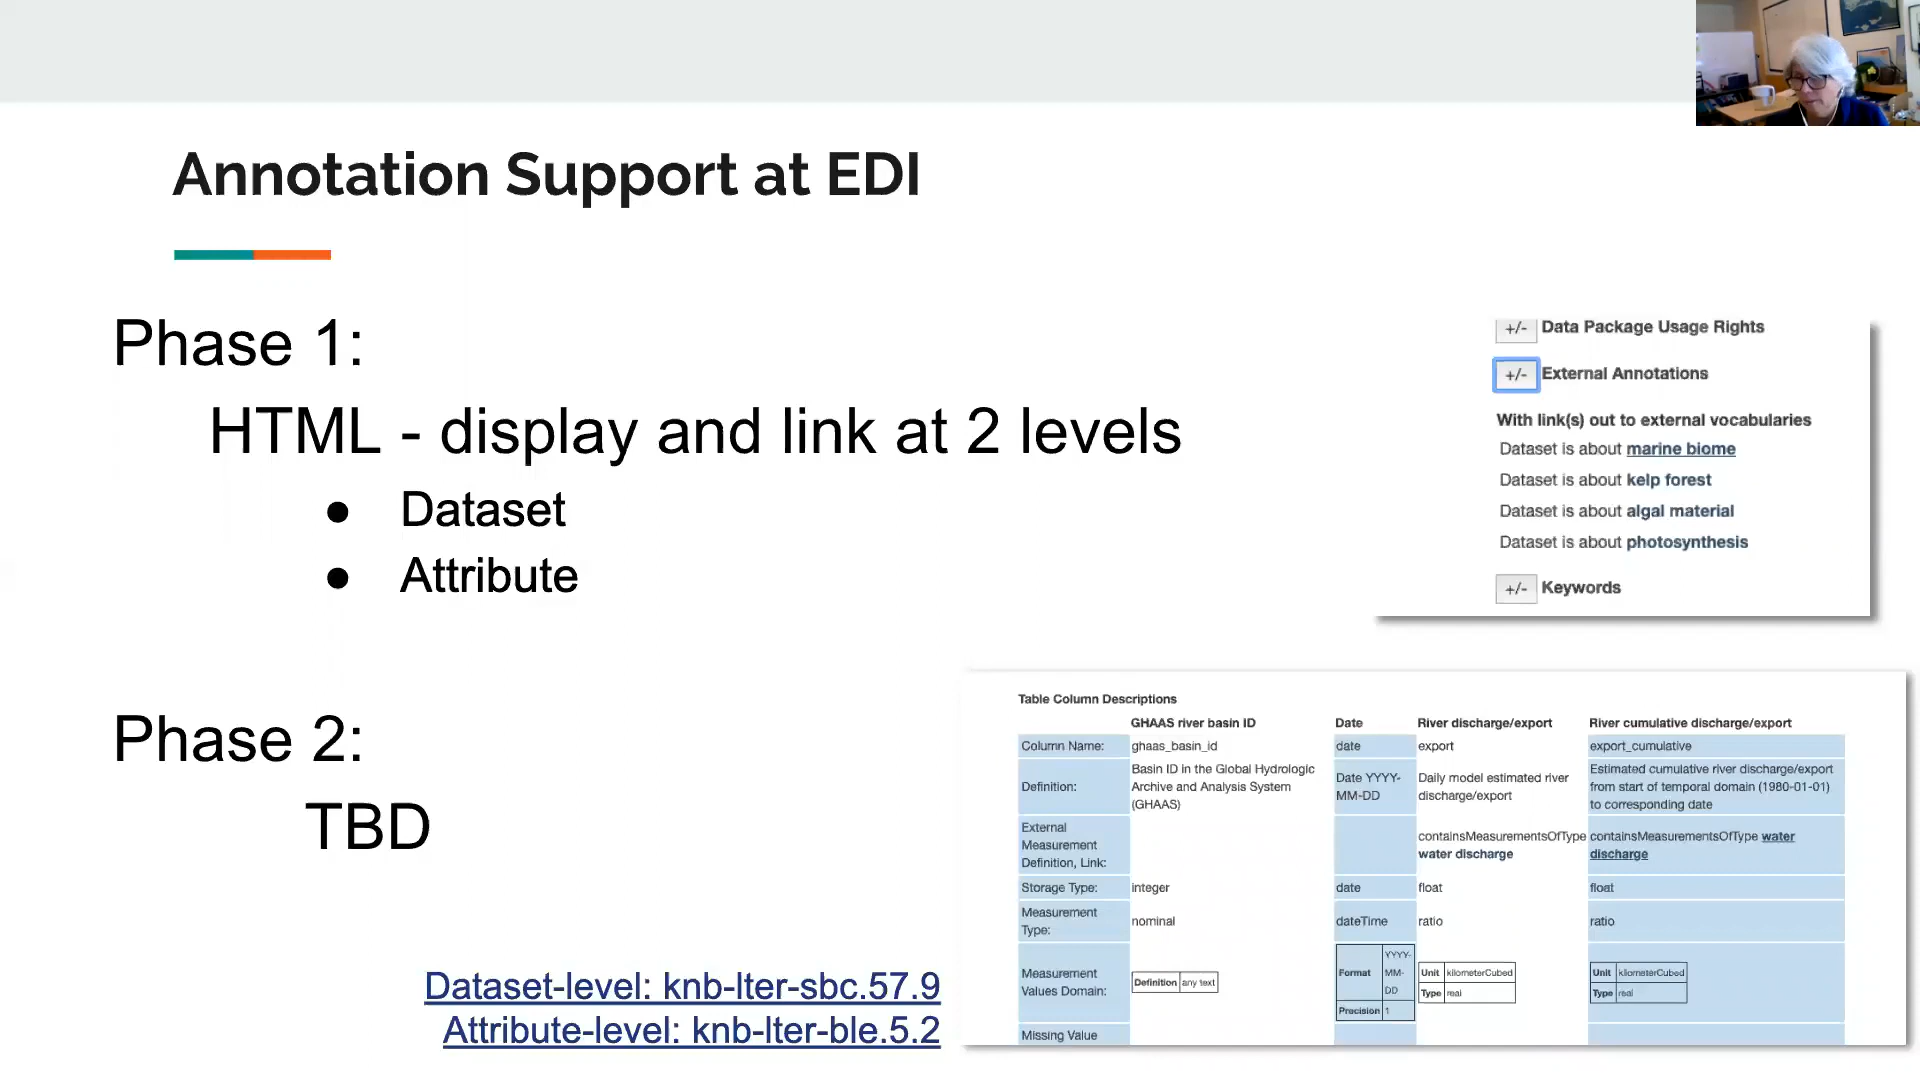 Annotation Support at EDI
Phase 1:
HTML - display and link at 2 levels
● Dataset
● Attribute
Phase 2:
TBD
Dataset-level: knb-lter-sbc.57.9
Attribute-level: knb-lter-ble.5.2
+/- Data Package Usage Rights
+/- External Annotations
With link(s) out to external vocabularies
Dataset is about marine biome
Dataset is about kelp forest
Dataset is about algal material
Dataset is about photosynthesis
+/- Keywords
Table Column Descriptions
GHAAS river basin ID Date River discharge/export River cumulative discharge/export
Column Name: ghaas_basin_id date export export_cumulative
Definition:
Basin ID in the Global Hydrologic
Archive and Analysis System
(GHAAS)
Date YYYY-
MM-DD
Daily model estimated river
discharge/export
Estimated cumulative river discharge/export
from start of temporal domain (1980-01-01)
to corresponding date
External
Measurement
Definition, Link:
containsMeasurementsOfType
water discharge
containsMeasurementsOfType water
discharge
Storage Type: integer date float float
Measurement
Type:
nominal dateTime ratio ratio
Measurement
Values Domain:
Definition any text
Format YYYY-
MM-
DD
Precision 1
Unit kilometerCubed
Type real
Unit kilometerCubed
Type real
Missing Value